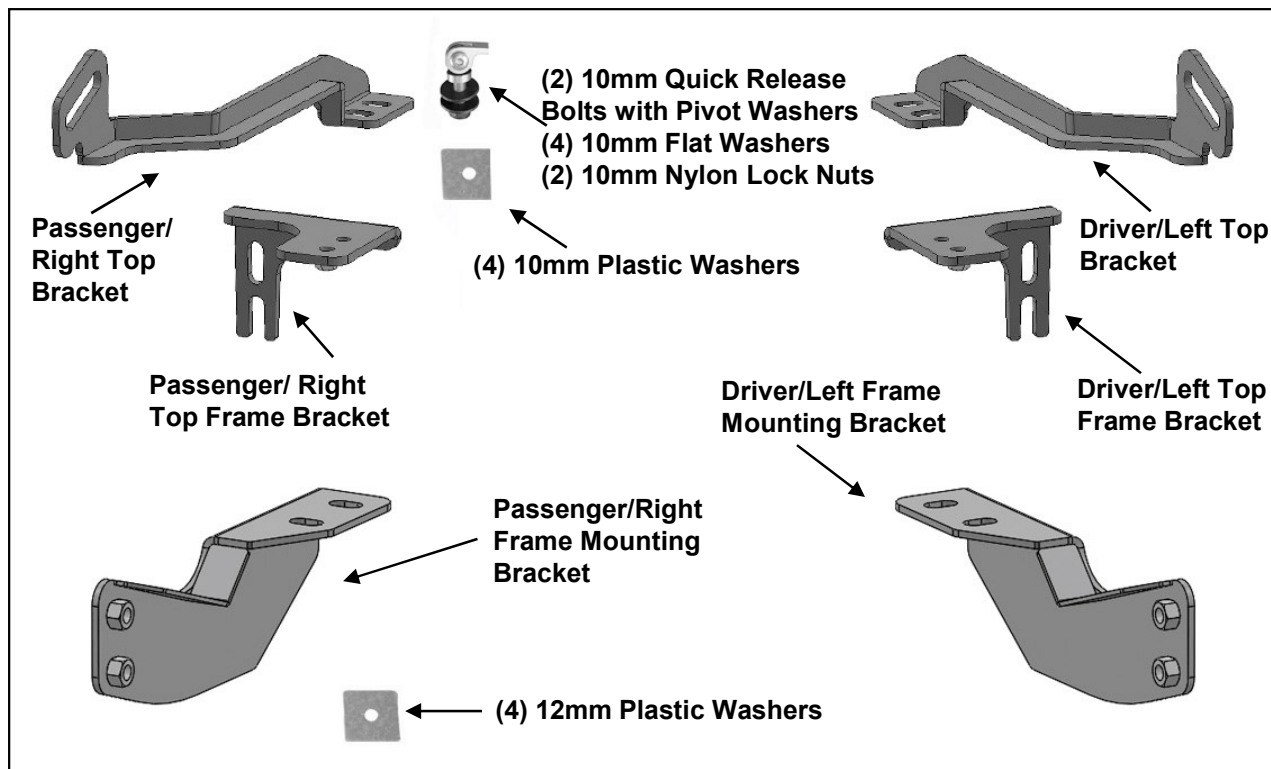 (2) 10mm Quick Release
Bolts with Pivot Washers
(4) 10mm Flat Washers
(2) 10mm Nylon Lock Nuts
Passenger/
Right Top
Bracket
(4) 10mm Plastic Washers
Driver/Left Top
Bracket
Passenger/ Right
Top Frame Bracket
Driver/Left Frame
Mounting Bracket
Driver/Left Top
Frame Bracket
Passenger/Right
Frame Mounting
Bracket
(4) 12mm Plastic Washers